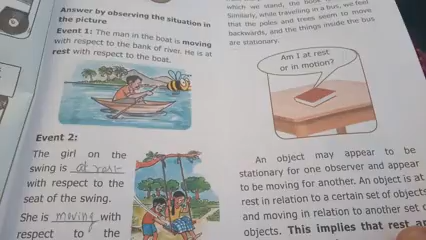 Answer by observing the situation in
the picture
Event 1: The man in the boat is moving
with respect to the bank of river. He is at
rest with respect to the boat.
Event 2:
The girl on the
swing is at rest
with respect to the
seat of the swing.
She is moving with
respect to the
which we stand, the
Similarly, while travelling in a bus, we feel
that the poles and trees seem to move
backwards, and the things inside the bus
are stationary.
Am I at rest
or in motion?
An object may appear to be
stationary for one observer and appear
to be moving for another. An object is at
rest in relation to a certain set of objects
and moving in relation to another set
objects. This implies that rest